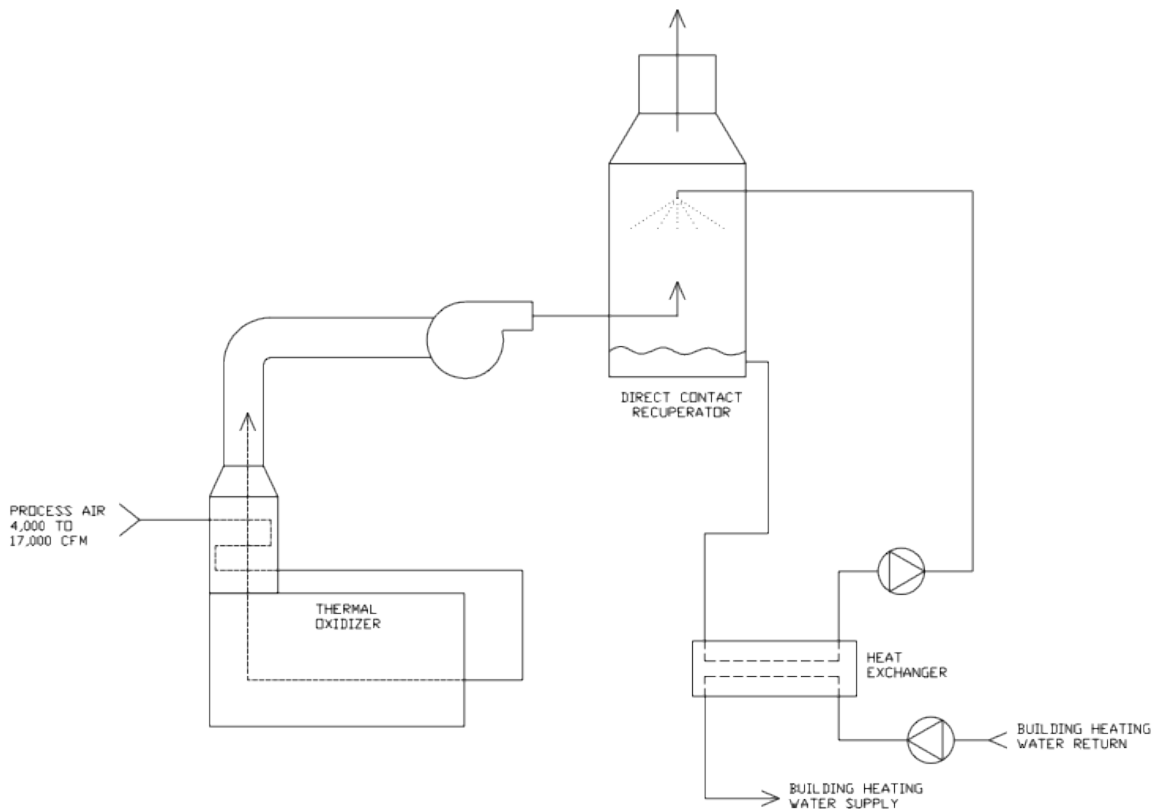 DIRECT CONTACT
RECUPERATOR
PROCESS AIR
4,000 TO
17,000 CFM
THERMAL
OXIDIZER
HEAT
EXCHANGER
BUILDING HEATING
WATER RETURN
BUILDING HEATING
WATER SUPPLY